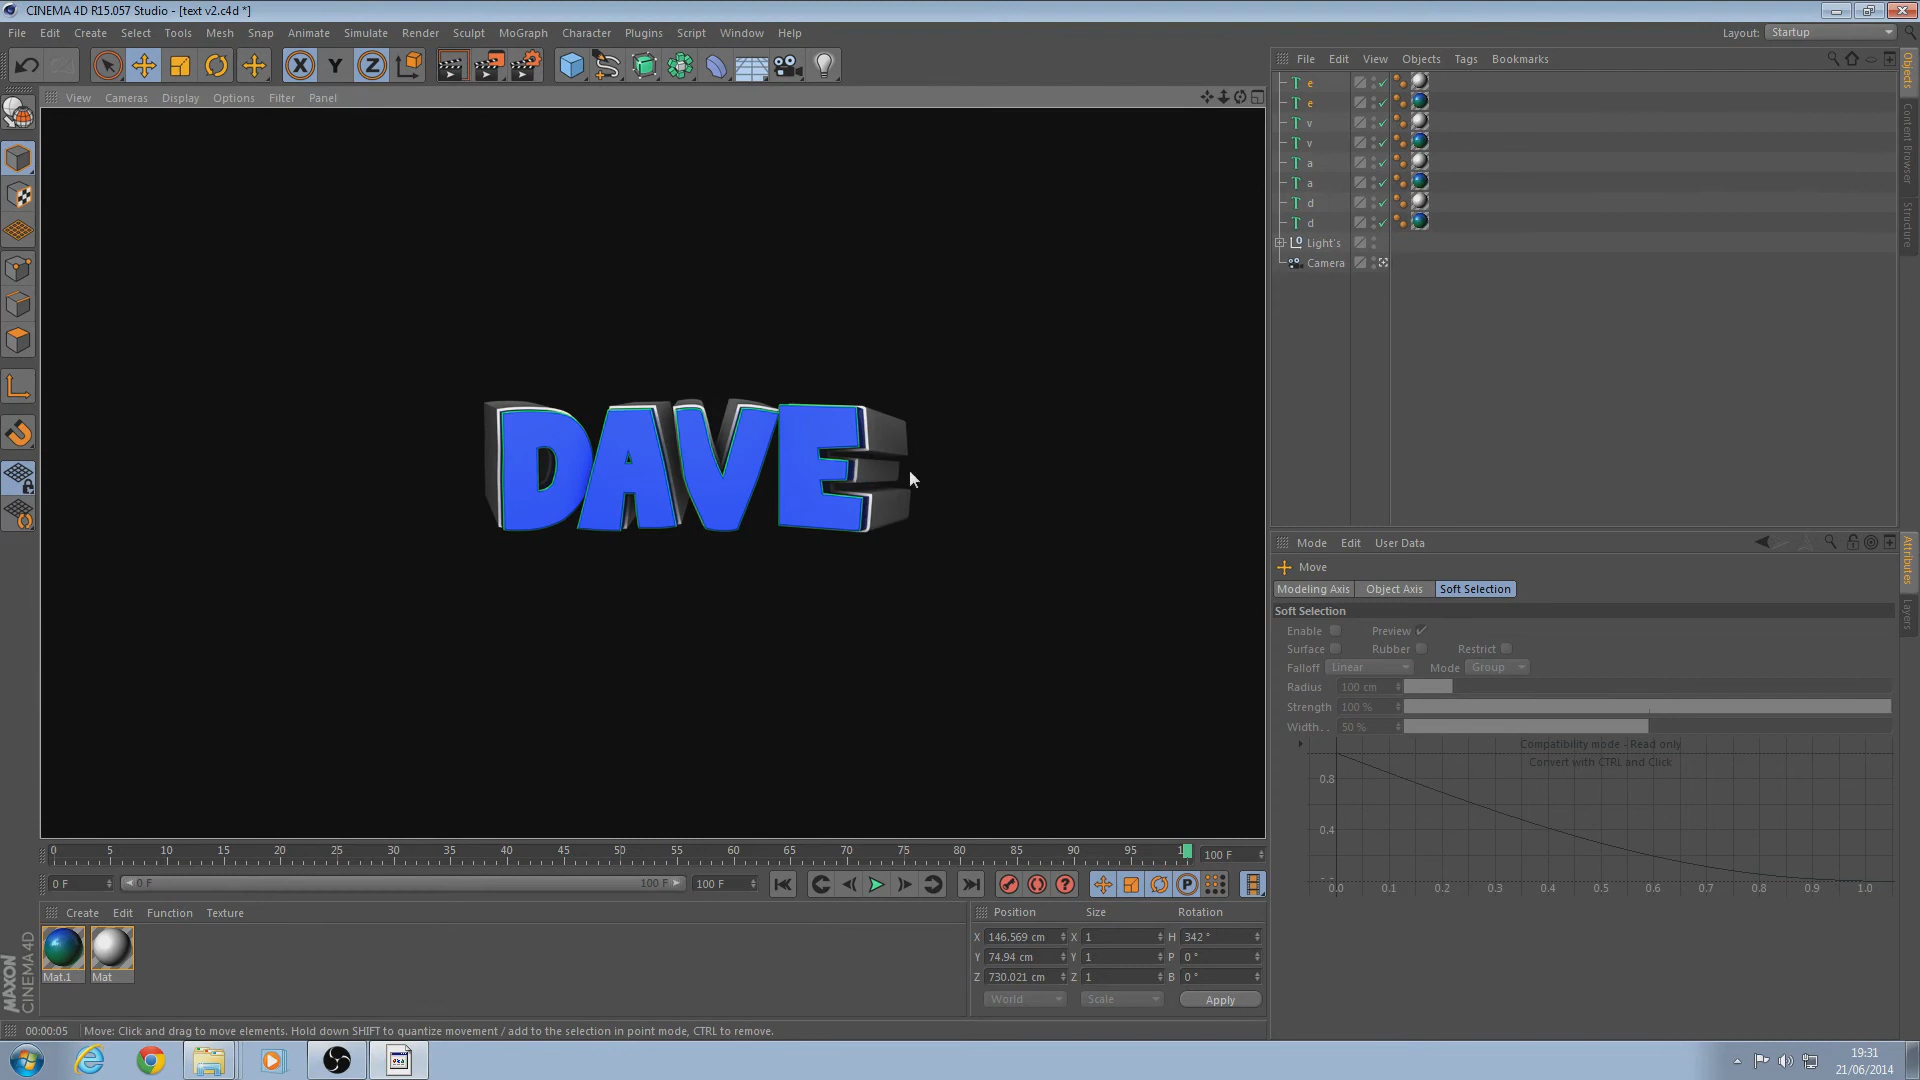 CINEMA 4D R15.057 Studio - [text v2.c4d *]
File Edit Create Select Tools Mesh Snap Animate Simulate Render Sculpt MoGraph Character Plugins Script Window Help
Layout: Startup
X Y Z
File Edit View Objects Tags Bookmarks
View Cameras Display Options Filter Panel
e
e
v
v
a
a
d
d
Light's
Camera
Objects
Content Browser
Structure
DAVE
Mode Edit User Data
Move
Modeling Axis Object Axis Soft Selection
Soft Selection
Enable Preview
Surface Rubber Restrict
Falloff Linear Mode Group
Radius 100 cm
Strength 100 %
Width.. 50 %
Compatibility mode - Read only
Convert with CTRL and Click
0.8
0.4
0.0 0.1 0.2 0.3 0.4 0.5 0.6 0.7 0.8 0.9 1.0
Attributes
Layers
0 5 10 15 20 25 30 35 40 45 50 55 60 65 70 75 80 85 90 95 100 F
0 F 0 F 100 F 100 F
P
Create Edit Function Texture
Mat.1 Mat
Position Size Rotation
X 146.569 cm X 1 H 342 °
Y 74.94 cm Y 1 P 0 °
Z 730.021 cm Z 1 B 0 °
World Scale Apply
MAXON
CINEMA 4D
00:00:05 Move: Click and drag to move elements. Hold down SHIFT to quantize movement / add to the selection in point mode, CTRL to remove.
19:31
21/06/2014